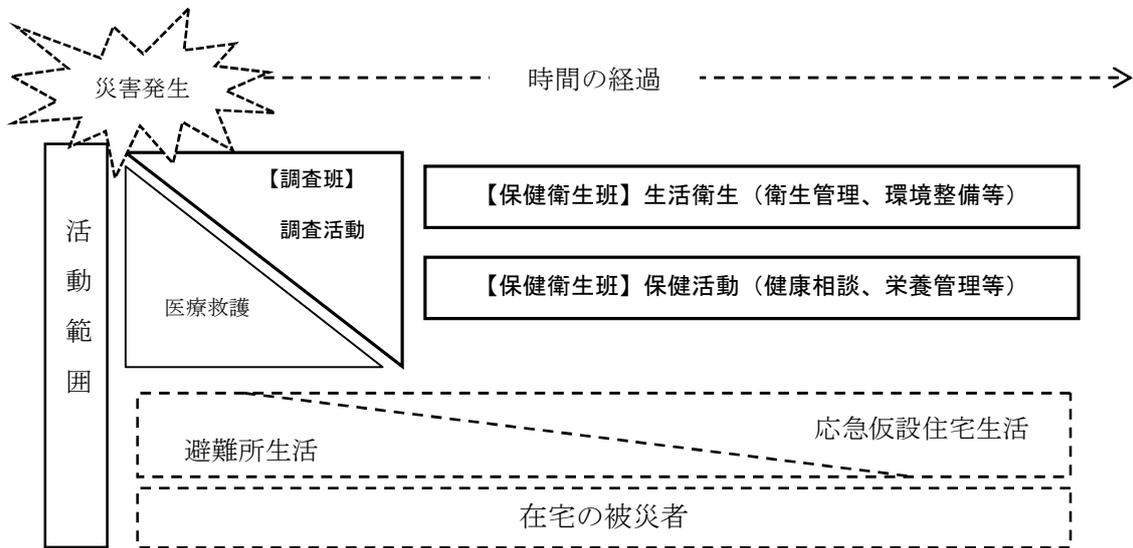 災害発生
時間の経過
活動範囲
【調査班】
調査活動
医療救護
【保健衛生班】生活衛生（衛生管理、環境整備等）
【保健衛生班】保健活動（健康相談、栄養管理等）
避難所生活
応急仮設住宅生活
在宅の被災者